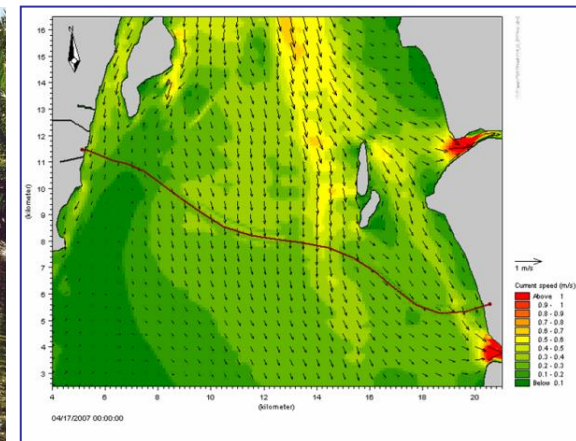 16
15
14
13
12
11
10
9
8
7
6
5
4
3
(kilometer)
4 6 8 10 12 14 16 18 20
(kilometer)
04/17/2007 00:00:00
1 m/s
Current speed (m/s)
Above 1
0.9 - 1
0.8 - 0.9
0.7 - 0.8
0.6 - 0.7
0.5 - 0.6
0.4 - 0.5
0.3 - 0.4
0.2 - 0.3
0.1 - 0.2
Below 0.1